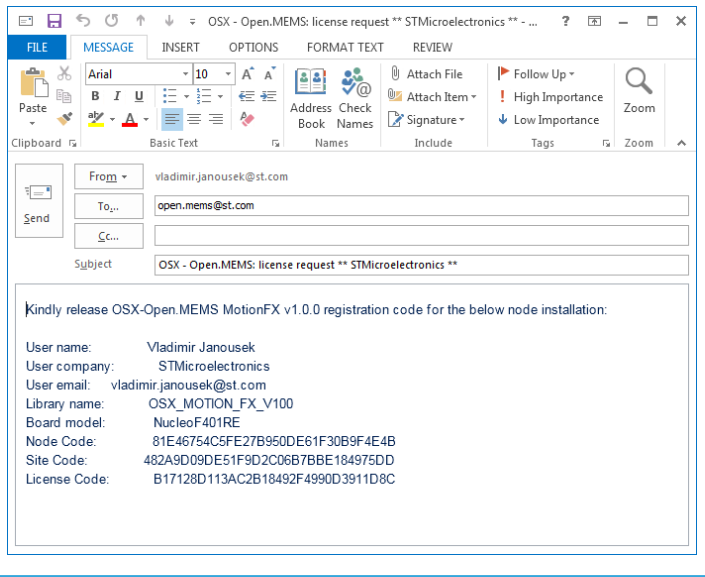 OSX - Open.MEMS: license request ** STMicroelectronics ** - ...
FILE MESSAGE INSERT OPTIONS FORMAT TEXT REVIEW
Paste
Clipboard
Arial 10
B I U
Basic Text
Address Book
Check Names
Names
Attach File
Attach Item
Signature
Include
Follow Up
High Importance
Low Importance
Tags
Zoom
Zoom
Send
From vladimir.janousek@st.com
To... open.mems@st.com
Cc...
Subject OSX - Open.MEMS: license request ** STMicroelectronics **
Kindly release OSX-Open.MEMS MotionFX v1.0.0 registration code for the below node installation:
User name: Vladimir Janousek
User company: STMicroelectronics
User email: vladimir.janousek@st.com
Library name: OSX_MOTION_FX_V100
Board model: NucleoF401RE
Node Code: 81E46754C5FE27B950DE61F30B9F4E4B
Site Code: 482A9D09DE51F9D2C06B7BBE184975DD
License Code: B17128D113AC2B18492F4990D3911D8C